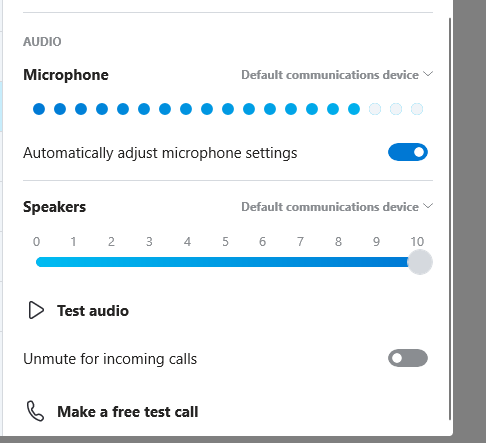 AUDIO
Microphone Default communications device
Automatically adjust microphone settings
Speakers Default communications device
0 1 2 3 4 5 6 7 8 9 10
Test audio
Unmute for incoming calls
Make a free test call